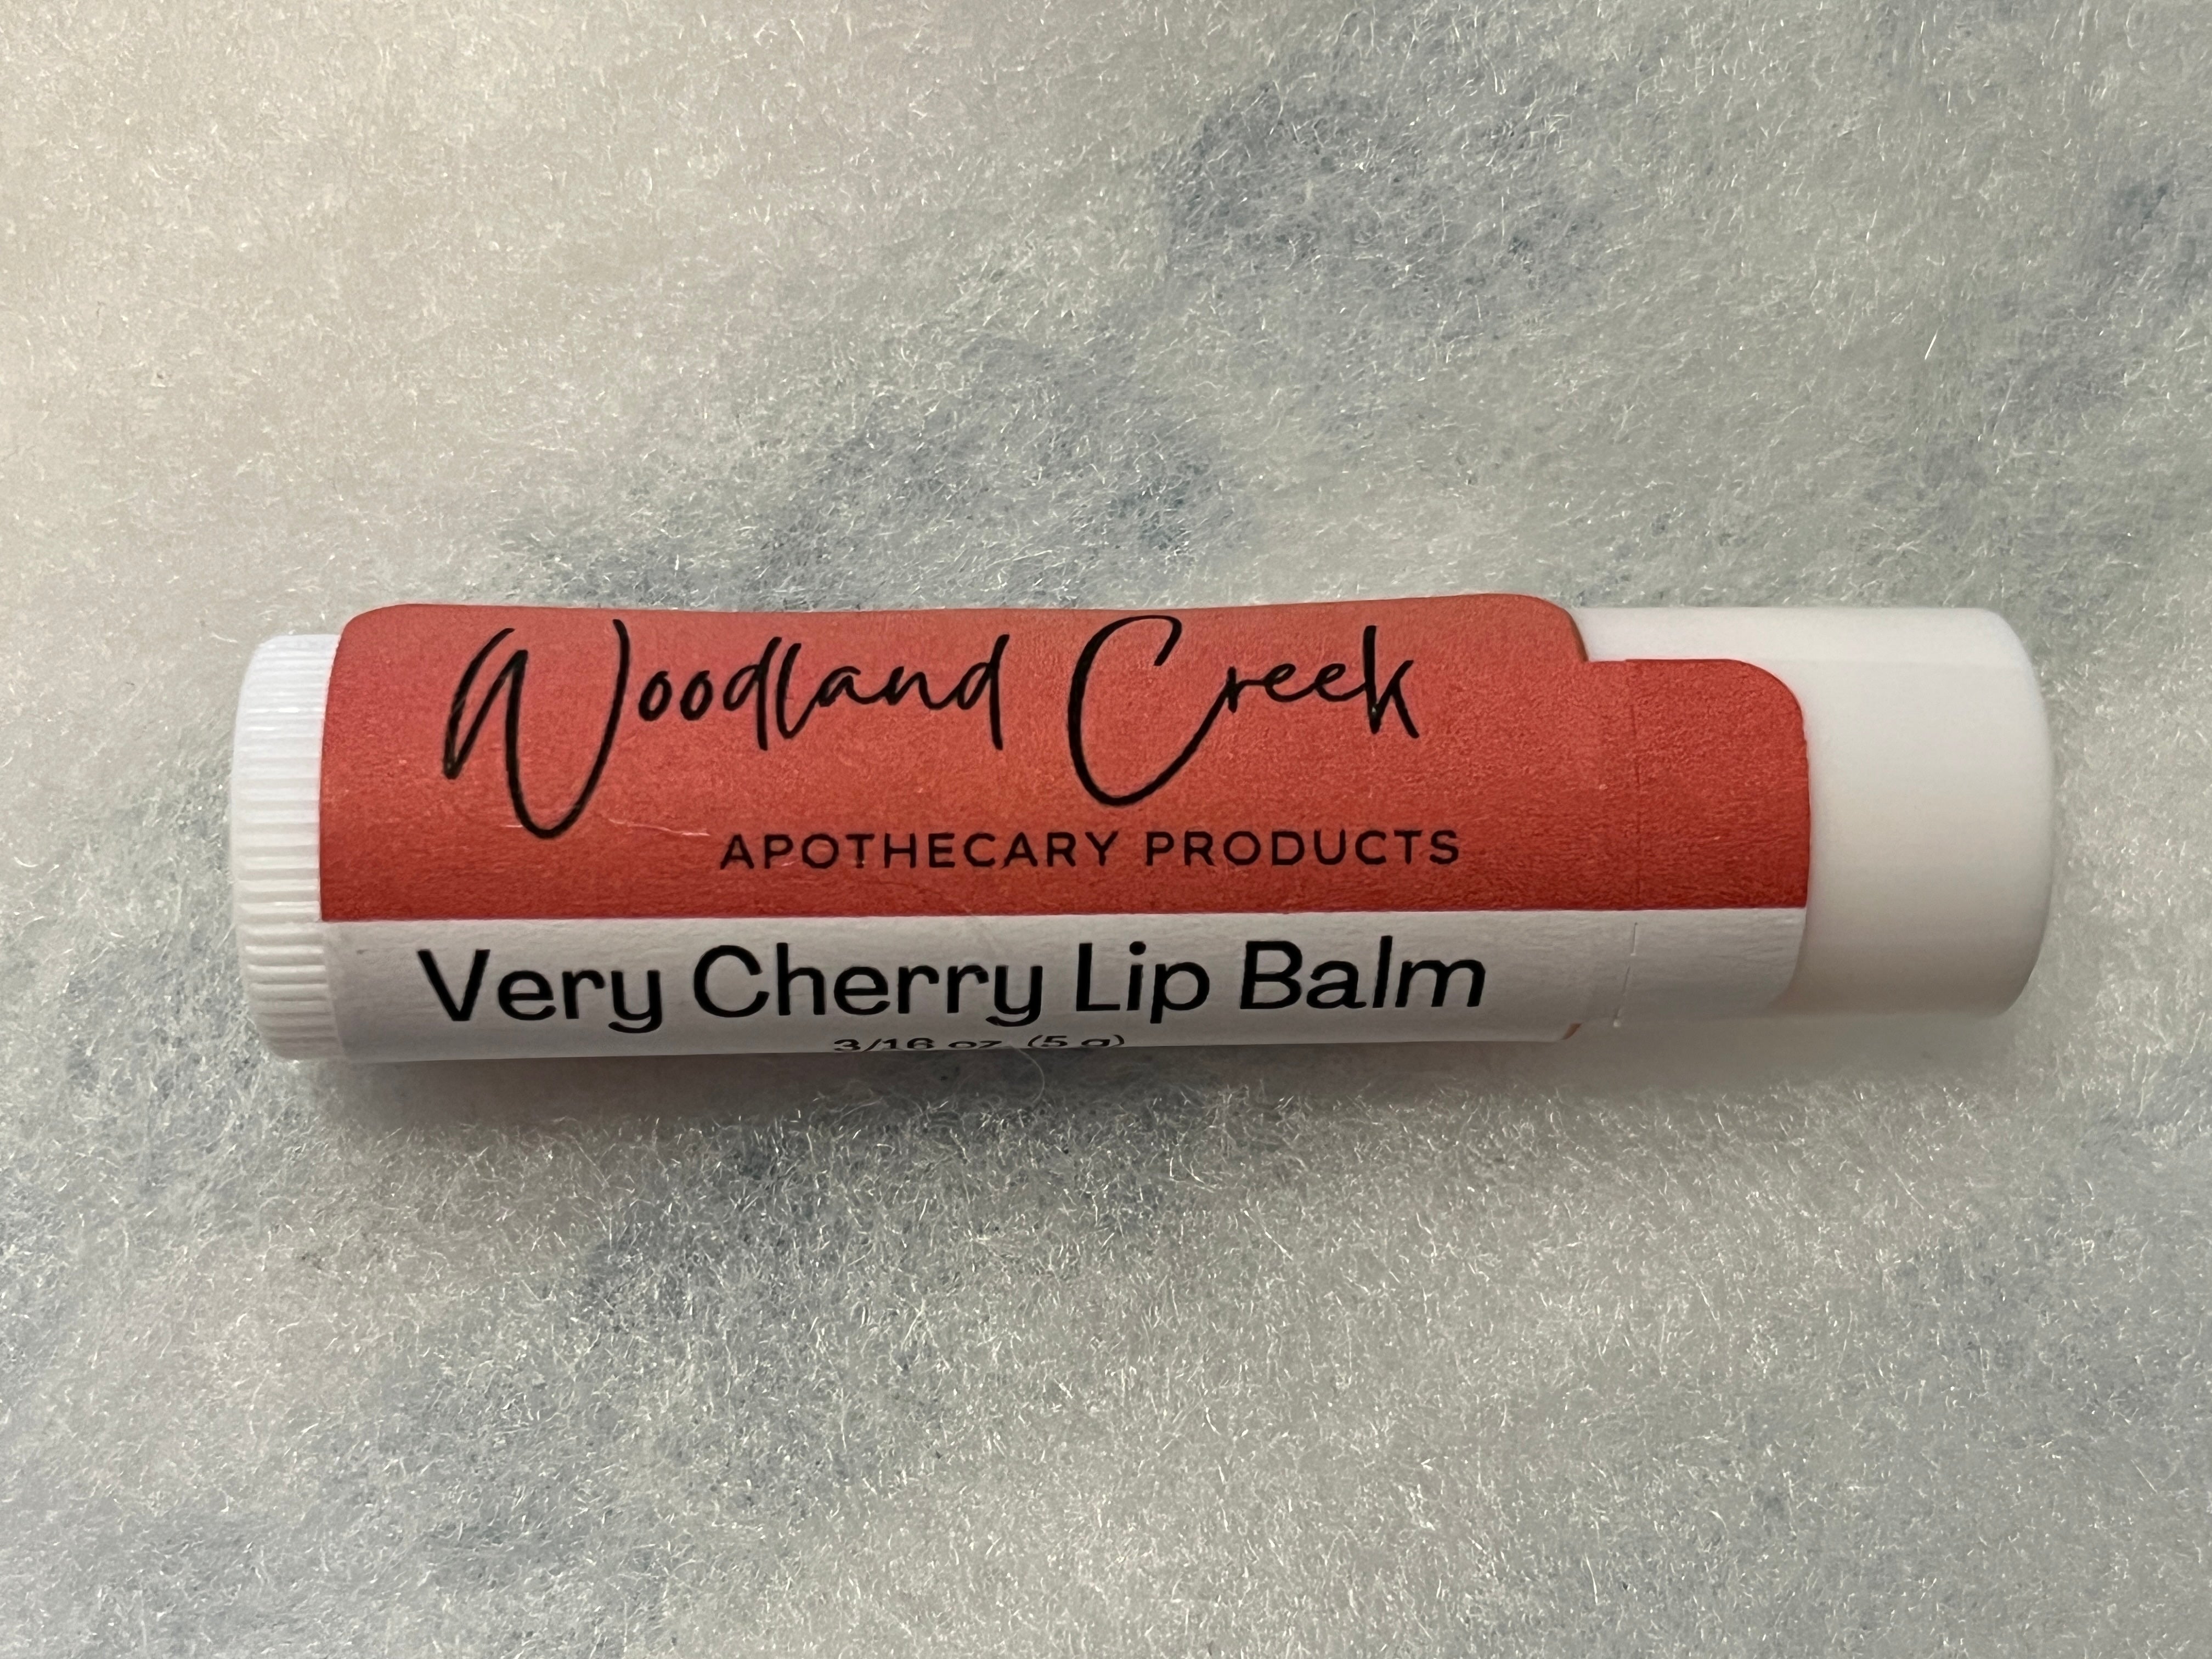 Woodland Creek
APOTHECARY PRODUCTS
Very Cherry Lip Balm
3/16 oz (5 g)